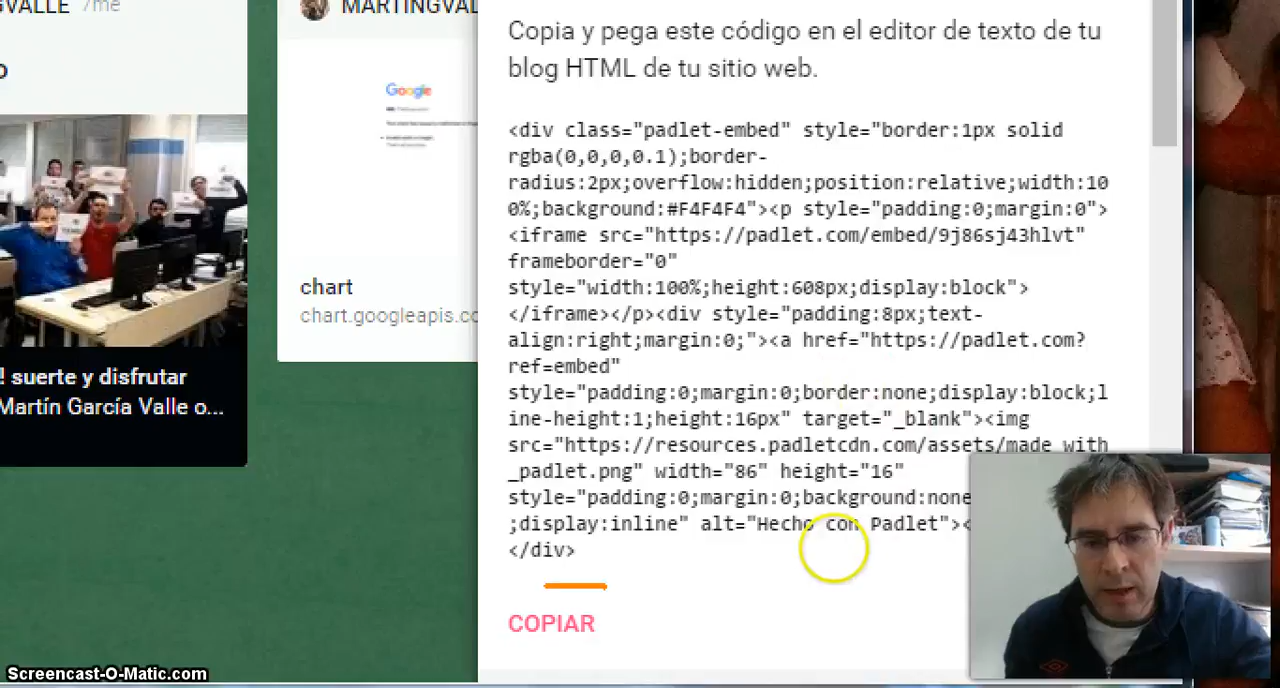 VALLE /me
MARTINGVAL
Copia y pega este código en el editor de texto de tu
blog HTML de tu sitio web.
<div class="padlet-embed" style="border:1px solid
rgba(0,0,0,0.1);border-
radius:2px;overflow:hidden;position:relative;width:10
0%;background:#F4F4F4"><p style="padding:0;margin:0">
<iframe src="https://padlet.com/embed/9j86sj43hlvt"
frameborder="0"
style="width:100%;height:608px;display:block">
</iframe></p><div style="padding:8px;text-
align:right;margin:0;"><a href="https://padlet.com?
ref=embed"
style="padding:0;margin:0;border:none;display:block;l
ine-height:1;height:16px" target="_blank"><img
src="https://resources.padletcdn.com/assets/made_with
_padlet.png" width="86" height="16"
style="padding:0;margin:0;background:none
;display:inline" alt="Hecho con Padlet"><
</div>
COPIAR
Google
chart
chart.googleapis.co
! suerte y disfrutar
Martín García Valle o...
Screencast-O-Matic.com